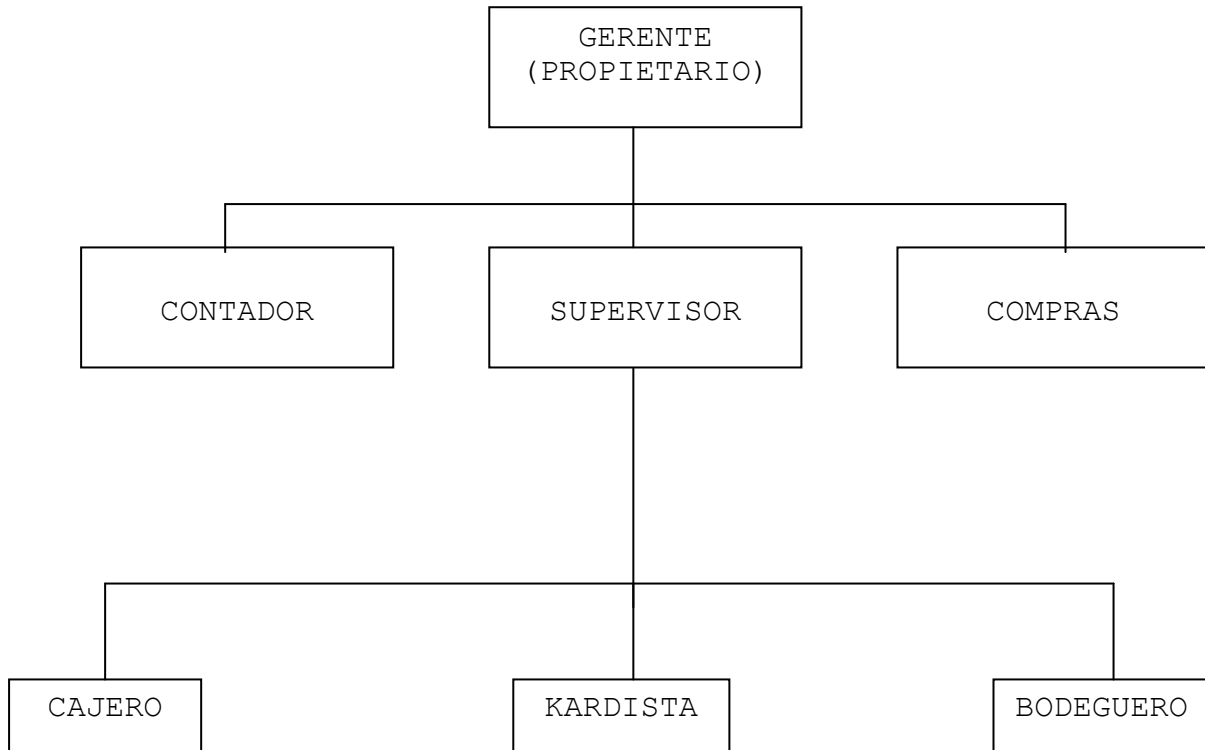 GERENTE
(PROPIETARIO)
CONTADOR
SUPERVISOR
COMPRAS
CAJERO
KARDISTA
BODEGUERO